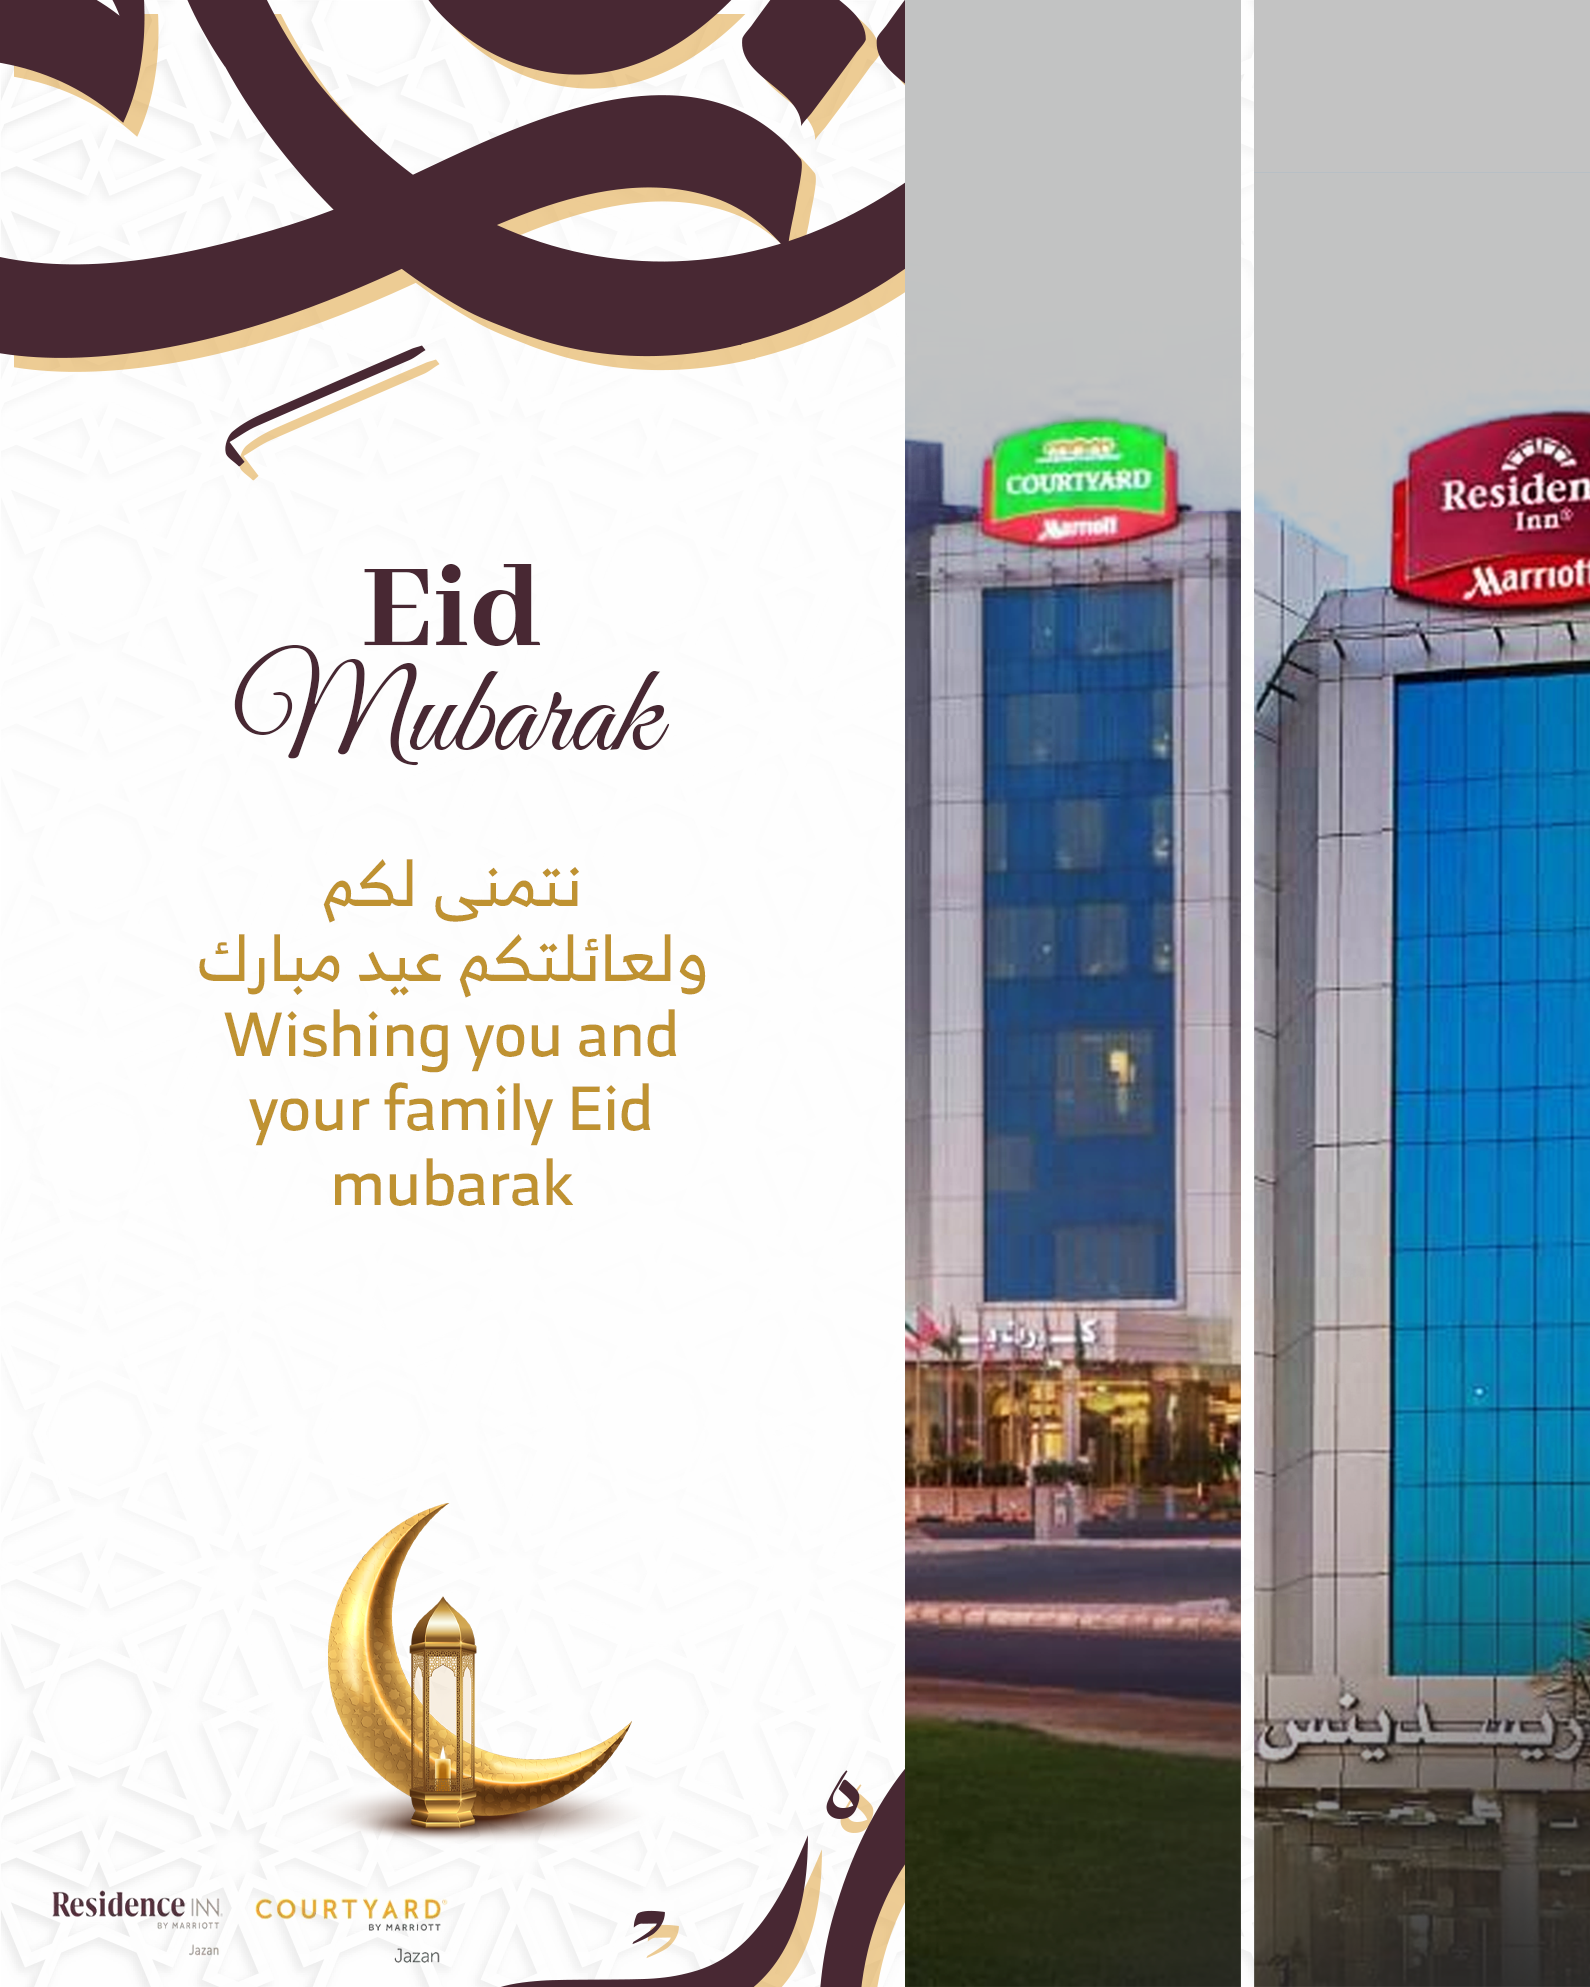 Eid
Mubarak
نتمنى لكم
ولعائلتكم عيد مبارك
Wishing you and
your family Eid
mubarak
Residence INN
BY MARRIOTT
Jazan
COURTYARD®
BY MARRIOTT
Jazan
COURTYARD
Marriott
Residen
Inn®
Marriott
ريسدينس